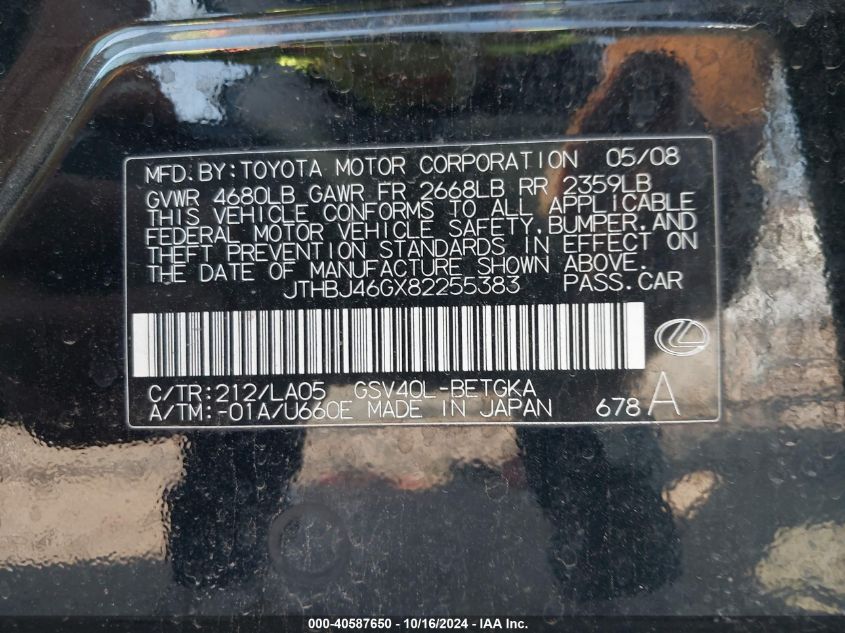 MFD.BY:TOYOTA MOTOR CORPORATION 05/08
GVWR 4680LB GAWR FR 2668LB RR 2359LB
THIS VEHICLE CONFORMS TO ALL APPLICABLE
FEDERAL MOTOR VEHICLE SAFETY,BUMPER,AND
THEFT PREVENTION STANDARDS IN EFFECT ON
THE DATE OF MANUFACTURE SHOWN ABOVE.
JTHBJ46GX82255383 PASS.CAR
C/TR:212/LA05 GSV40L-BETGKA
A/TM:-01A/U660E MADE IN JAPAN 678 A
000-40587650 - 10/16/2024 - IAA Inc.